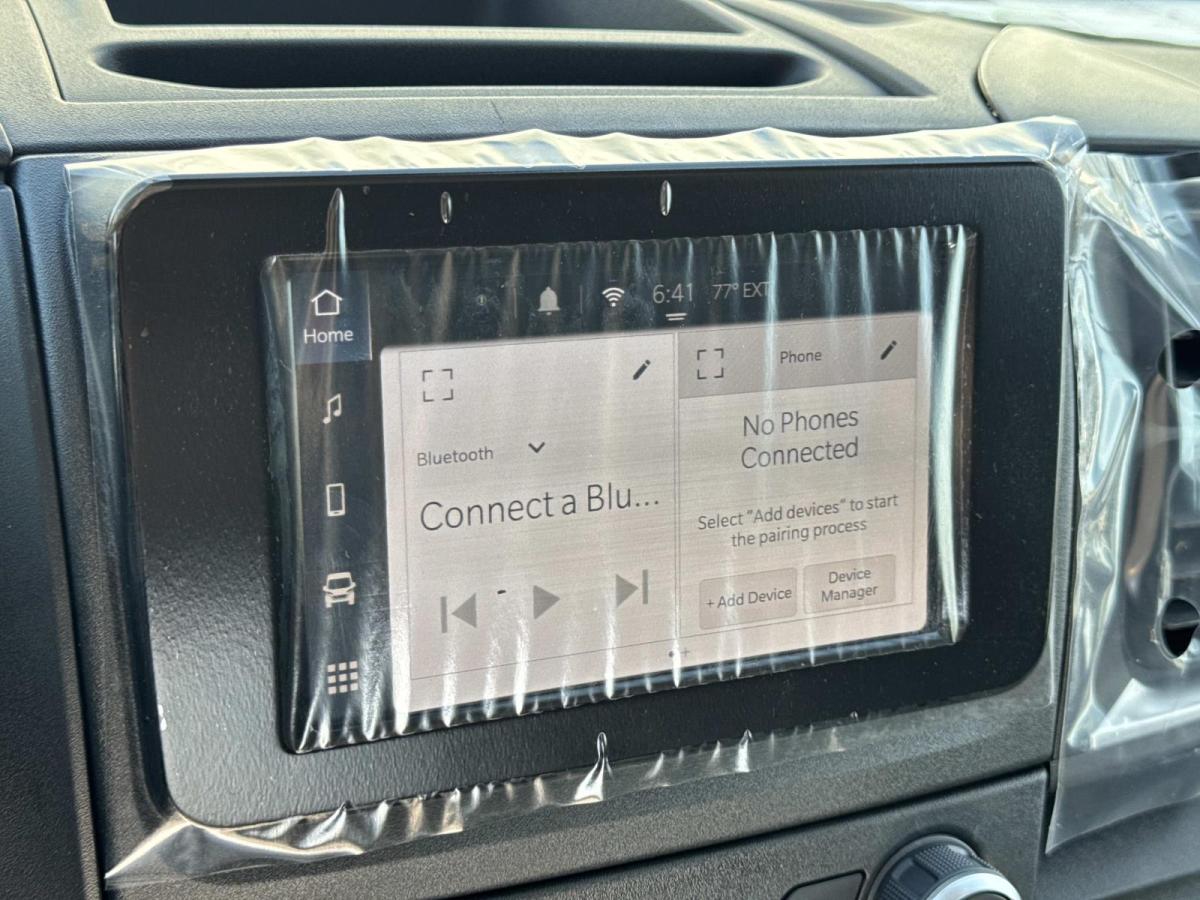 6:41 77° EXT
Home
Phone
Bluetooth
Connect a Blu...
No Phones
Connected
Select "Add devices" to start
the pairing process
+ Add Device
Device
Manager